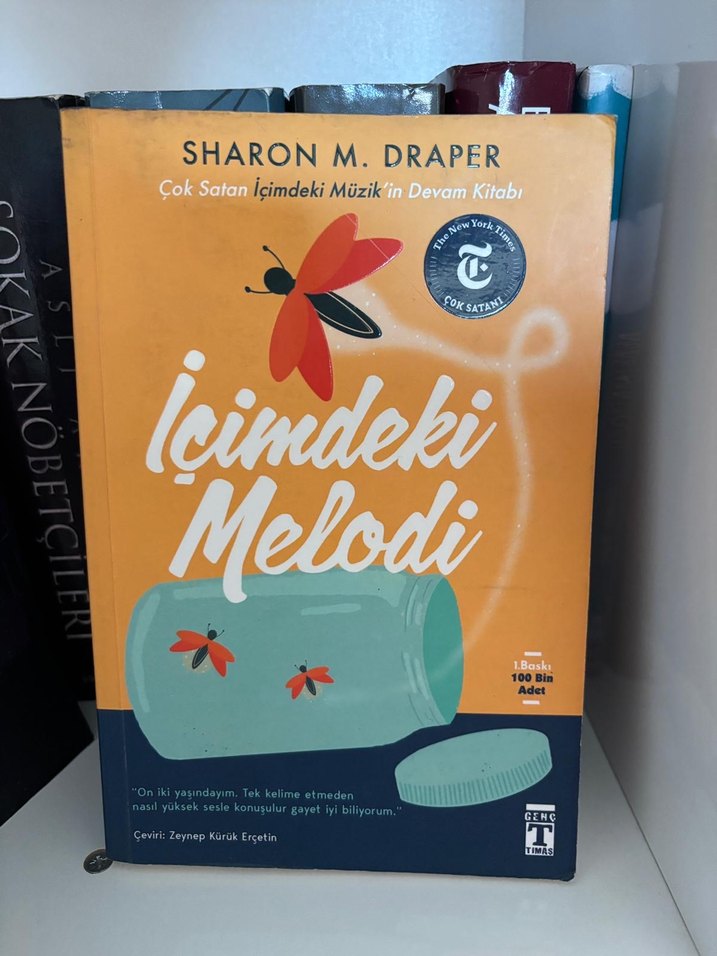 SHARON M. DRAPER
Çok Satan İçimdeki Müzik'in Devam Kitabı
The New York Times
T
ÇOK SATANI
İçimdeki
Melodi
1.Baskı
100 Bin
Adet
"On iki yaşındayım. Tek kelime etmeden
nasıl yüksek sesle konuşulur gayet iyi biliyorum."
Çeviri: Zeynep Kürük Erçetin
GENÇ
T
TİMAŞ
SOKAK NÖBETÇİLERİ